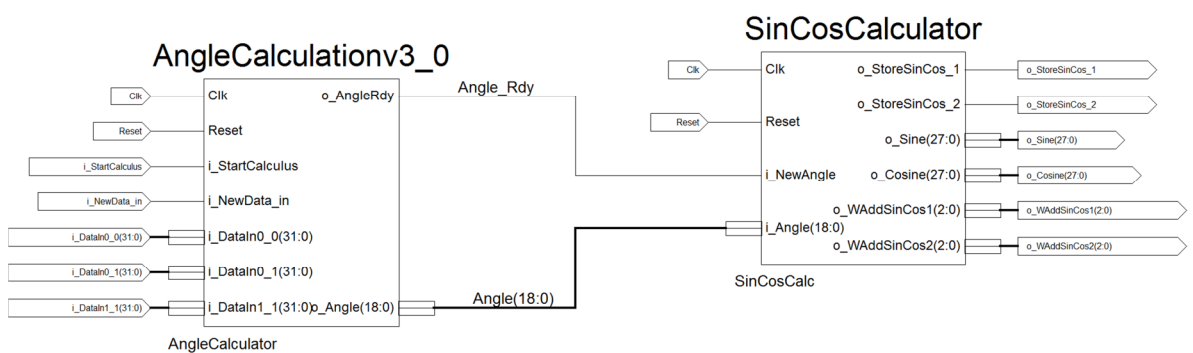 AngleCalculationv3_0
Clk
Clk
o_AngleRdy
Angle_Rdy
Reset
Reset
i_StartCalculus
i_StartCalculus
i_NewData_in
i_NewData_in
i_DataIn0_0(31:0)
i_DataIn0_0(31:0)
i_DataIn0_1(31:0)
i_DataIn0_1(31:0)
i_DataIn1_1(31:0)
i_DataIn1_1(31:0)
o_Angle(18:0)
Angle(18:0)
AngleCalculator
SinCosCalculator
Clk
Clk
o_StoreSinCos_1
o_StoreSinCos_1
o_StoreSinCos_2
o_StoreSinCos_2
Reset
Reset
o_Sine(27:0)
o_Sine(27:0)
i_NewAngle
o_Cosine(27:0)
o_Cosine(27:0)
o_WAddSinCos1(2:0)
o_WAddSinCos1(2:0)
i_Angle(18:0)
o_WAddSinCos2(2:0)
o_WAddSinCos2(2:0)
SinCosCalc